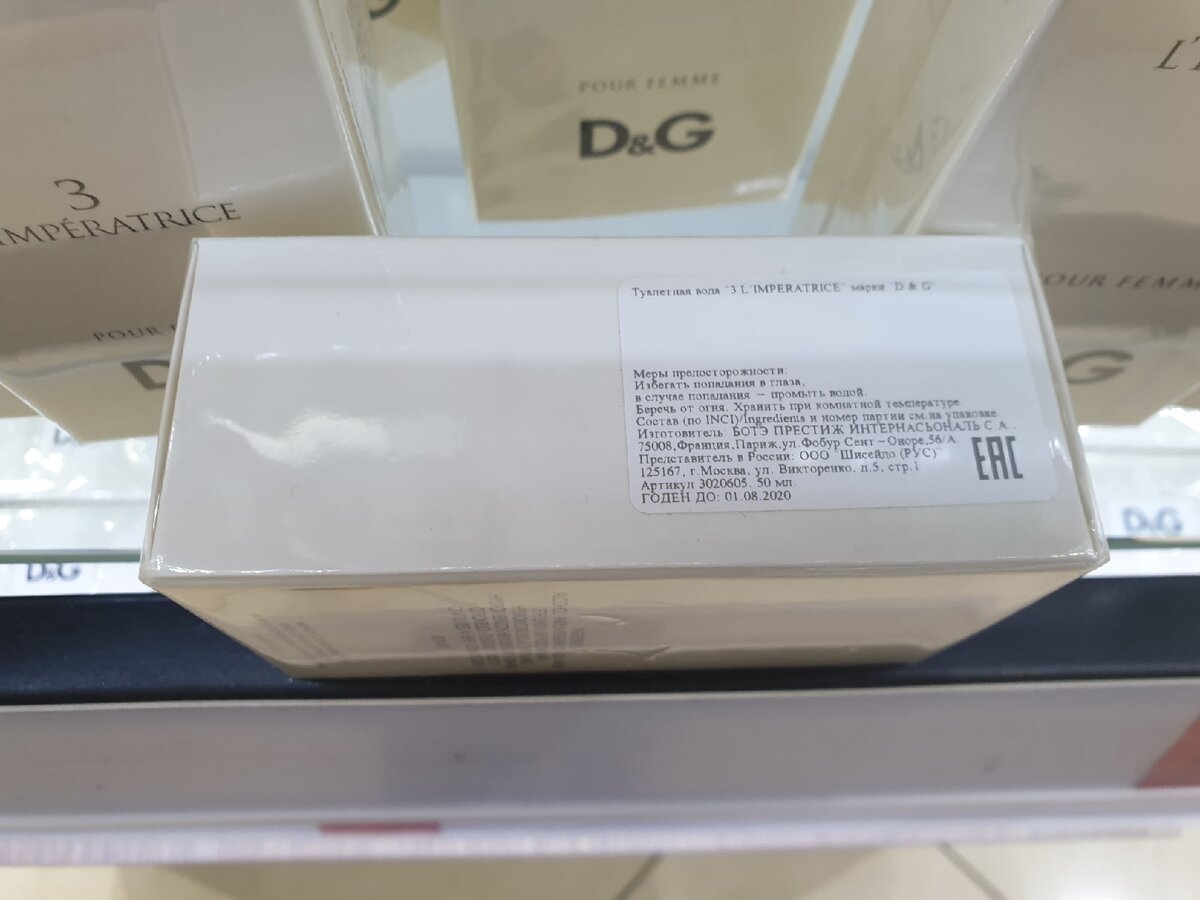 POUR FEMME
D&G
3
IMPÉRATRICE
POUR
Туалетная вода "3 L'IMPERATRICE" марки "D & G"
Меры предосторожности:
Избегать попадания в глаза,
в случае попадания — промыть водой.
Беречь от огня. Хранить при комнатной температуре
Состав (по INCI)/Ingredients и номер партии см.на упаковке
Изготовитель: БОТЭ ПРЕСТИЖ ИНТЕРНАСЬОНАЛЬ С.А.,
75008,Франция,Париж,ул.Фобур Сент-Оноре,56/А.
Представитель в России: ООО "Шисейдо (РУС)"
125167, г.Москва, ул. Викторенко, д.5, стр.1
Артикул 3020605. 50 мл.
ГОДЕН ДО: 01.08.2020
EAC
POUR FEMME
D&G
D&G